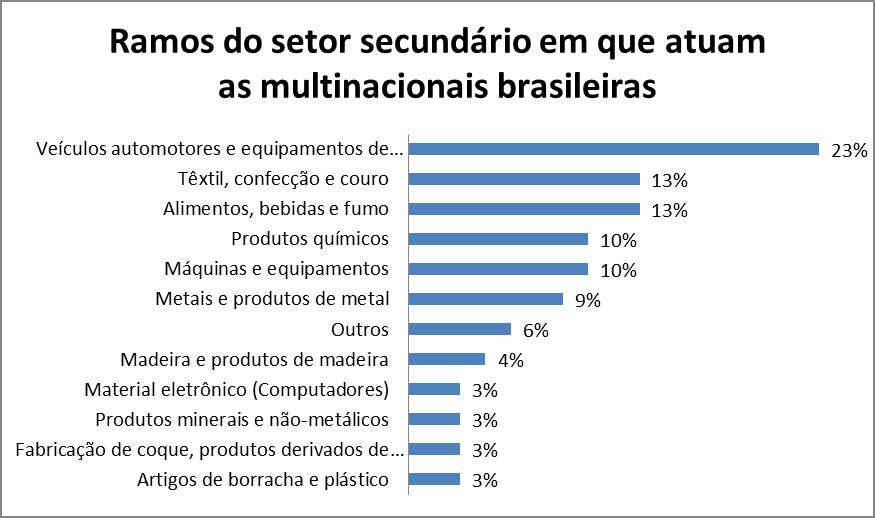 Ramos do setor secundário em que atuam
as multinacionais brasileiras
Veículos automotores e equipamentos de... 23%
Têxtil, confecção e couro 13%
Alimentos, bebidas e fumo 13%
Produtos químicos 10%
Máquinas e equipamentos 10%
Metais e produtos de metal 9%
Outros 6%
Madeira e produtos de madeira 4%
Material eletrônico (Computadores) 3%
Produtos minerais e não-metálicos 3%
Fabricação de coque, produtos derivados de... 3%
Artigos de borracha e plástico 3%